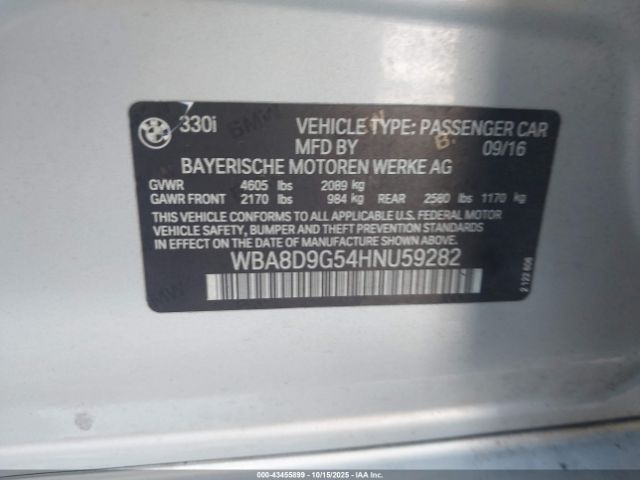 330i VEHICLE TYPE: PASSENGER CAR
MFD BY 09/16
BAYERISCHE MOTOREN WERKE AG
GVWR 4605 lbs 2089 kg
GAWR FRONT 2170 lbs 984 kg REAR 2580 lbs 1170 kg
THIS VEHICLE CONFORMS TO ALL APPLICABLE U.S. FEDERAL MOTOR
VEHICLE SAFETY, BUMPER AND THEFT PREVENTION STANDARDS
IN EFFECT ON THE DATE OF MANUFACTURE SHOWN ABOVE.
WBA8D9G54HNU59282
2 122 606
000-43455899 - 10/15/2025 - IAA Inc.